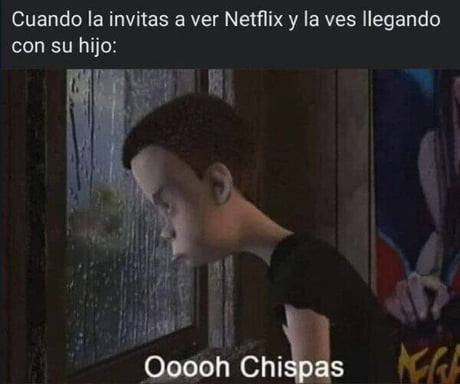 Cuando la invitas a ver Netflix y la ves llegando
con su hijo:
Ooooh Chispas